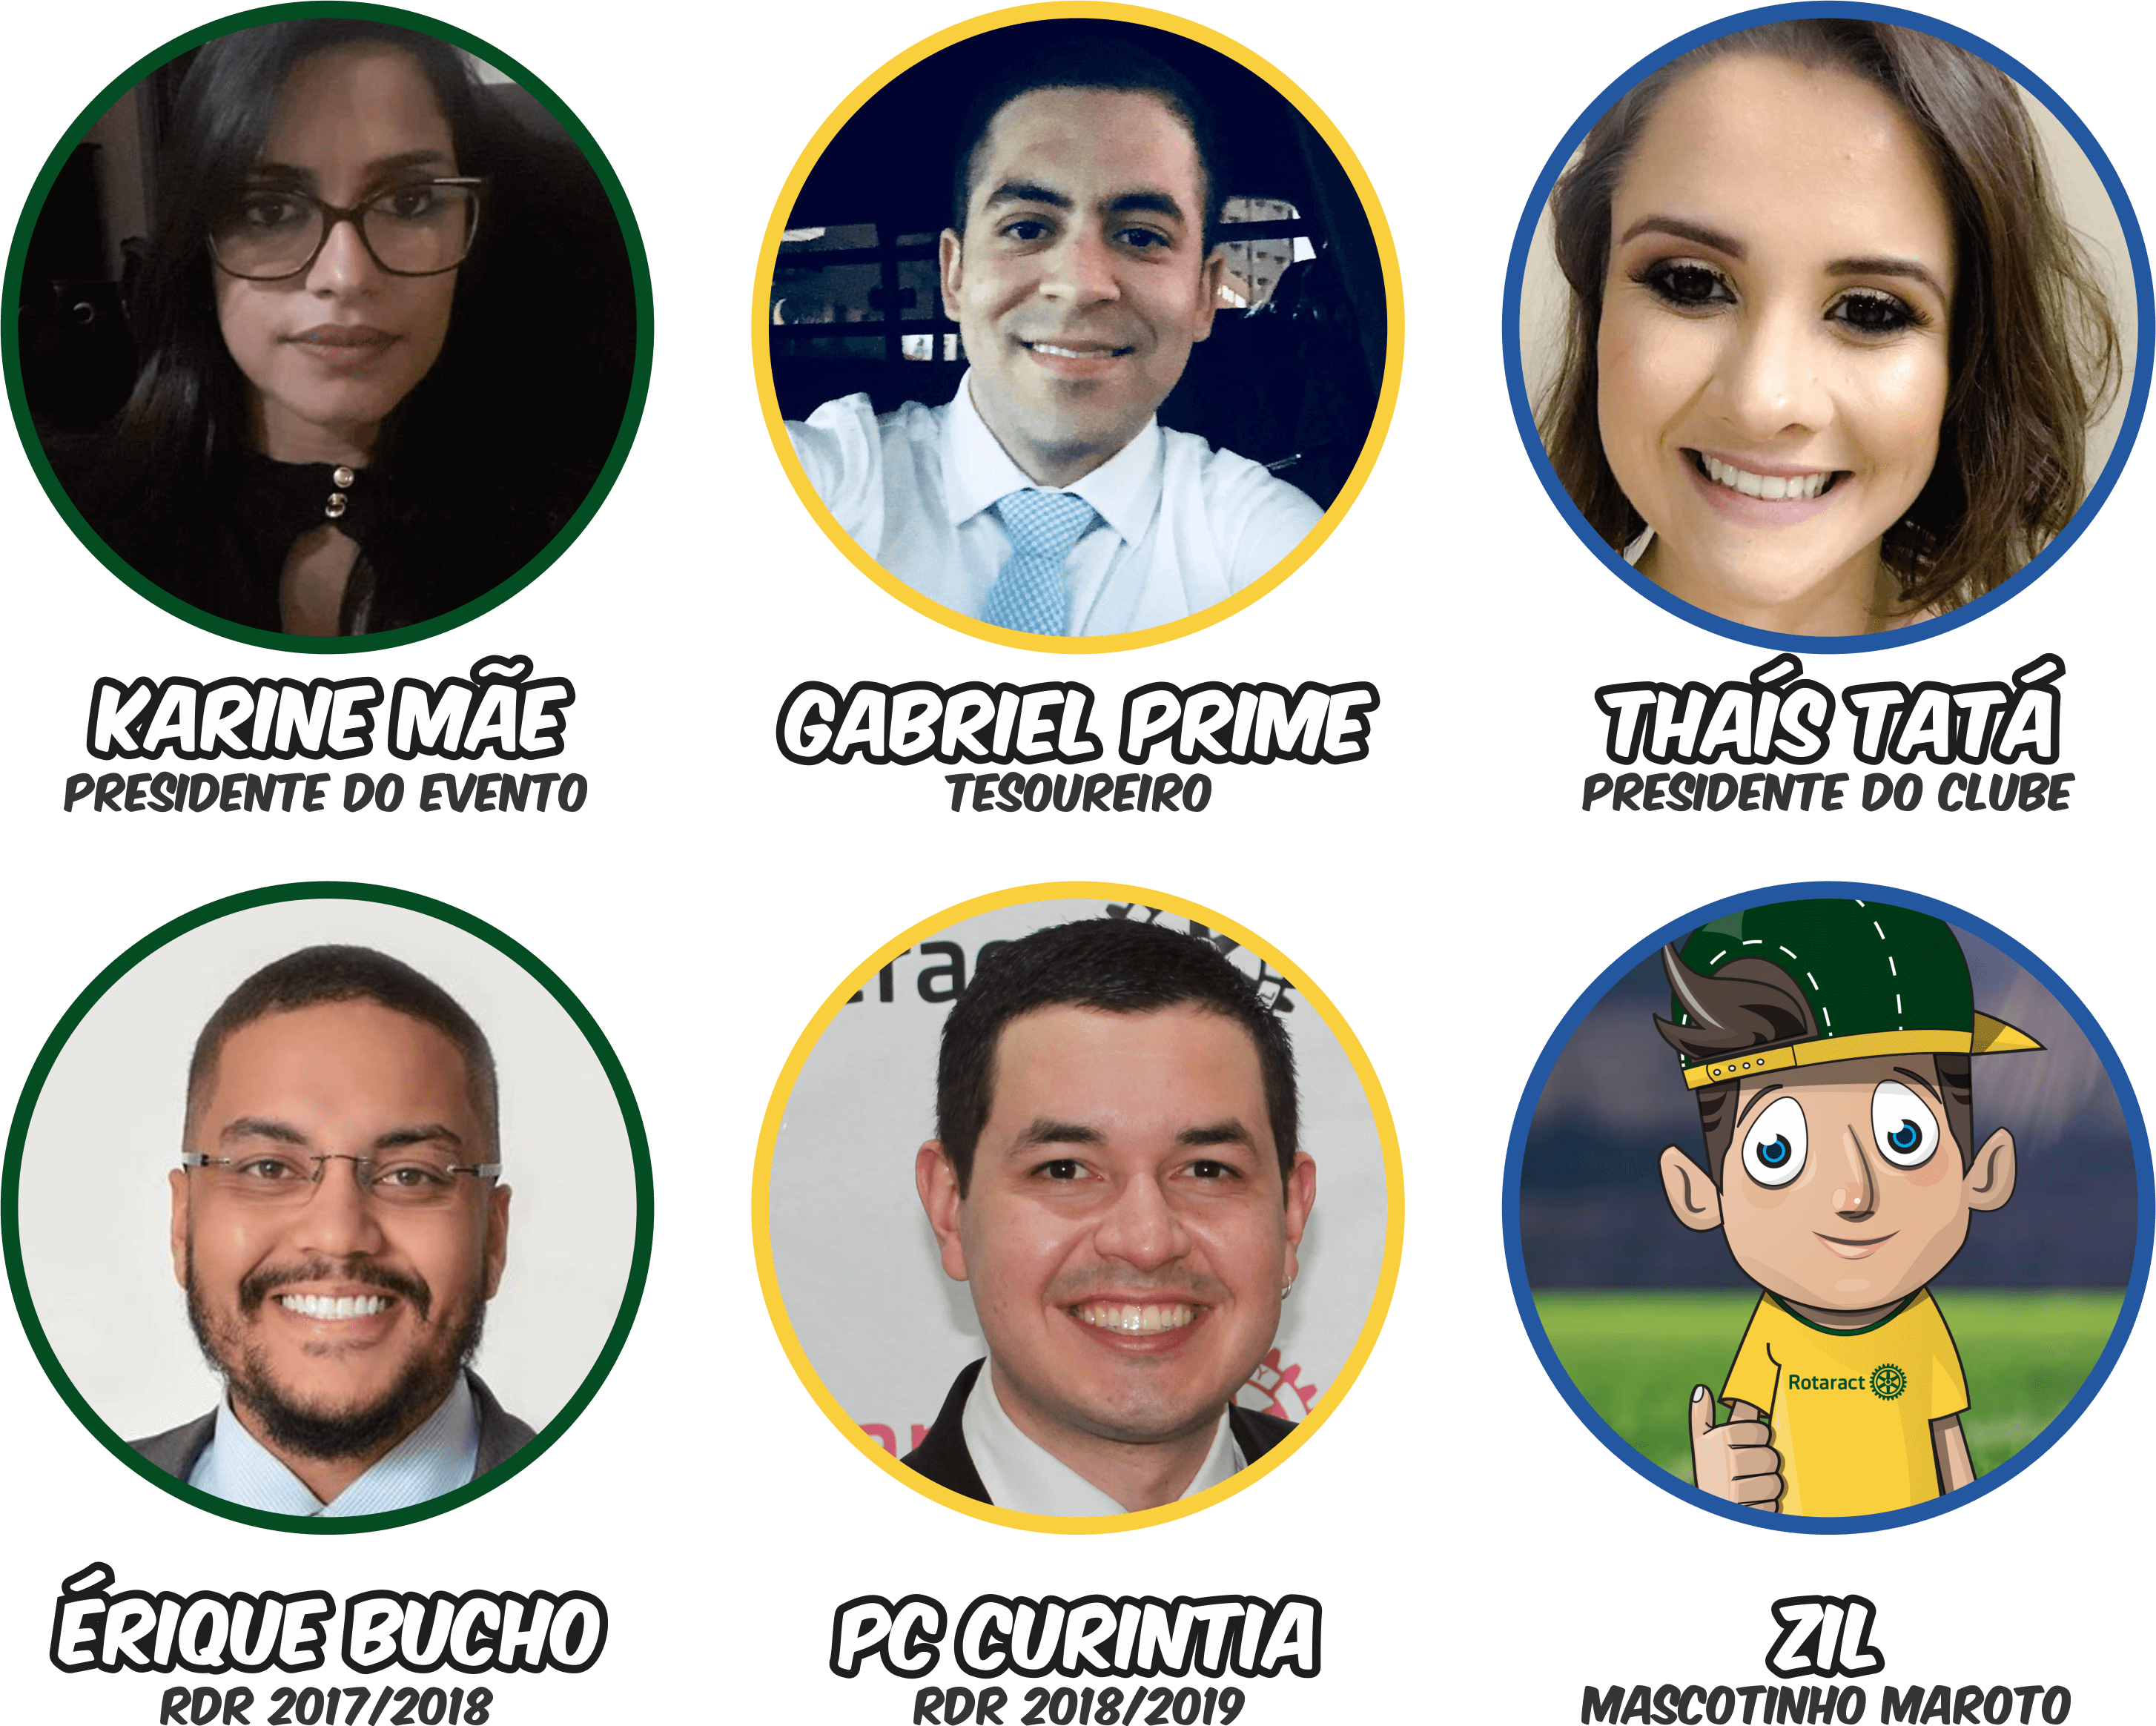 KARINE MÃE
PRESIDENTE DO EVENTO
GABRIEL PRIME
TESOUREIRO
THAÍS TATÁ
PRESIDENTE DO CLUBE
Rotaract
ÉRIQUE BUCHO
RDR 2017/2018
PC CURINTIA
RDR 2018/2019
ZIL
MASCOTINHO MAROTO